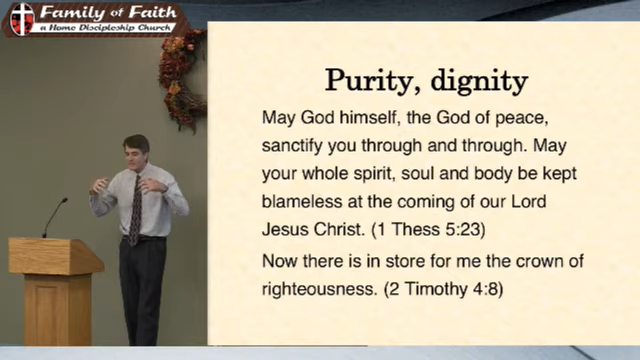 Family of Faith
a Home Discipleship Church
Purity, dignity
May God himself, the God of peace,
sanctify you through and through. May
your whole spirit, soul and body be kept
blameless at the coming of our Lord
Jesus Christ. (1 Thess 5:23)
Now there is in store for me the crown of
righteousness. (2 Timothy 4:8)